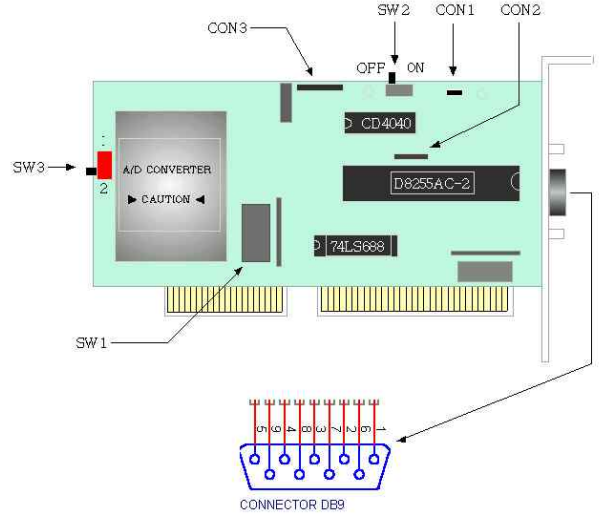 SW2
CON1
CON2
CON3
OFF ON
CD4040
SW3
A/D CONVERTER
CAUTION
2
D8255AC-2
74LS688
SW1
5 9 4 8 3 7 2 6 1
CONNECTOR DB9